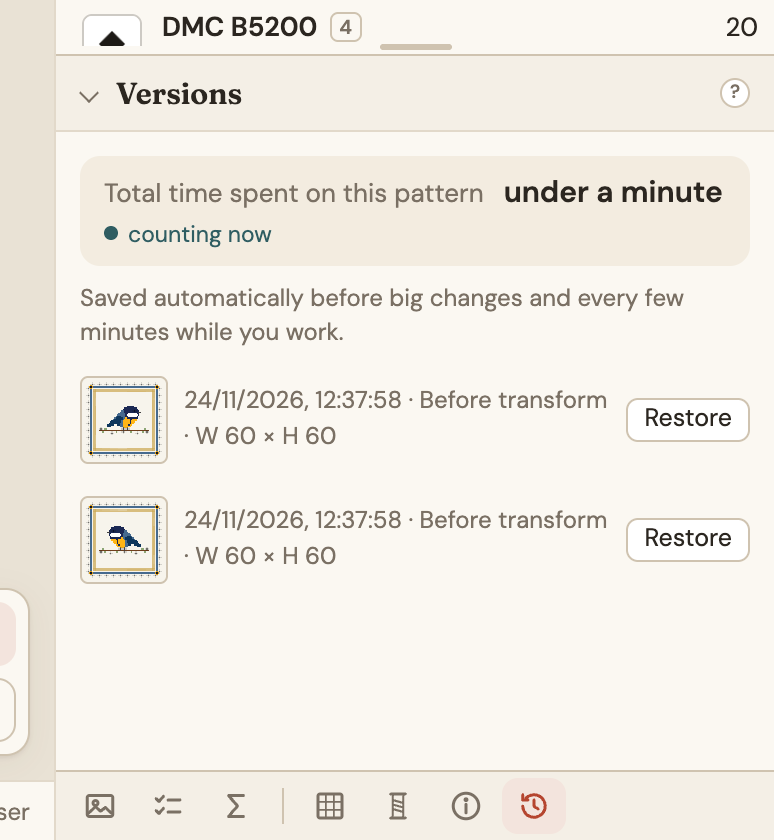 DMC B5200 4 20
Versions ?
Total time spent on this pattern under a minute
counting now
Saved automatically before big changes and every few
minutes while you work.
24/11/2026, 12:37:58 · Before transform
· W 60 × H 60
Restore
24/11/2026, 12:37:58 · Before transform
· W 60 × H 60
Restore
ser